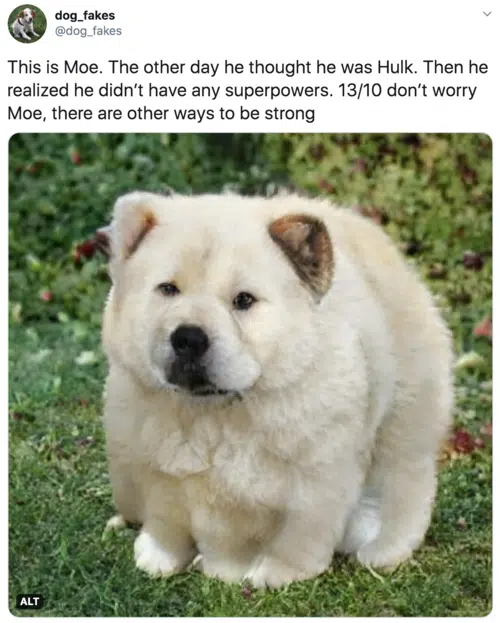 dog_fakes
@dog_fakes
This is Moe. The other day he thought he was Hulk. Then he
realized he didn’t have any superpowers. 13/10 don’t worry
Moe, there are other ways to be strong
ALT